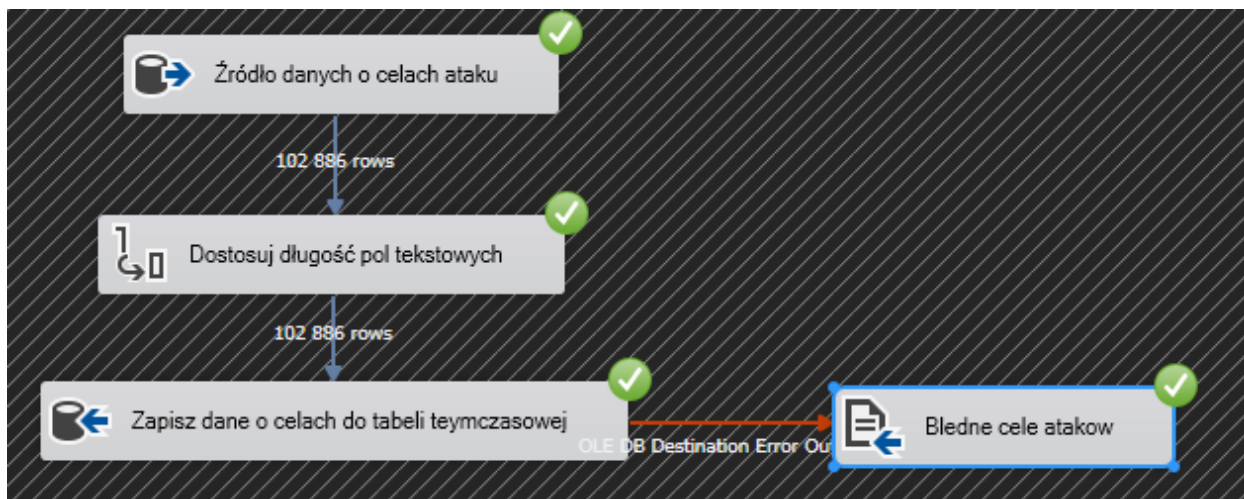 Źródło danych o celach ataku
102 886 rows
Dostosuj długość pol tekstowych
102 886 rows
Zapisz dane o celach do tabeli teymczasowej
OLE DB Destination Error Ou
Bledne cele atakow